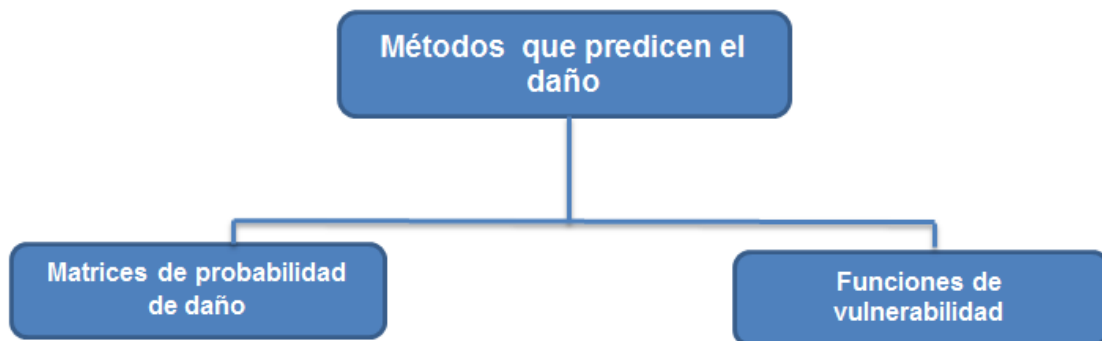 Métodos que predicen el
daño
Matrices de probabilidad
de daño
Funciones de
vulnerabilidad